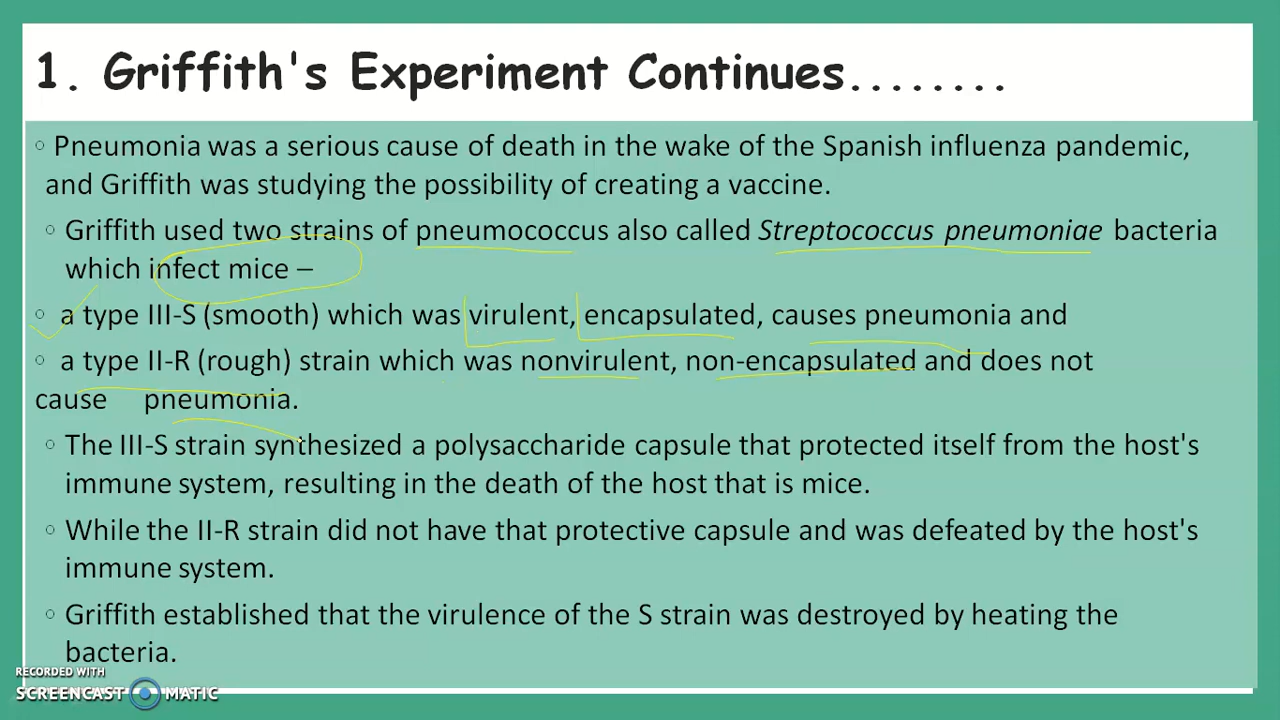 1. Griffith's Experiment Continues........
◦ Pneumonia was a serious cause of death in the wake of the Spanish influenza pandemic,
and Griffith was studying the possibility of creating a vaccine.
◦ Griffith used two strains of pneumococcus also called Streptococcus pneumoniae bacteria
which infect mice –
◦ a type III-S (smooth) which was virulent, encapsulated, causes pneumonia and
◦ a type II-R (rough) strain which was nonvirulent, non-encapsulated and does not
cause pneumonia.
◦ The III-S strain synthesized a polysaccharide capsule that protected itself from the host's
immune system, resulting in the death of the host that is mice.
◦ While the II-R strain did not have that protective capsule and was defeated by the host's
immune system.
◦ Griffith established that the virulence of the S strain was destroyed by heating the
bacteria.
RECORDED WITH
SCREENCAST MATIC